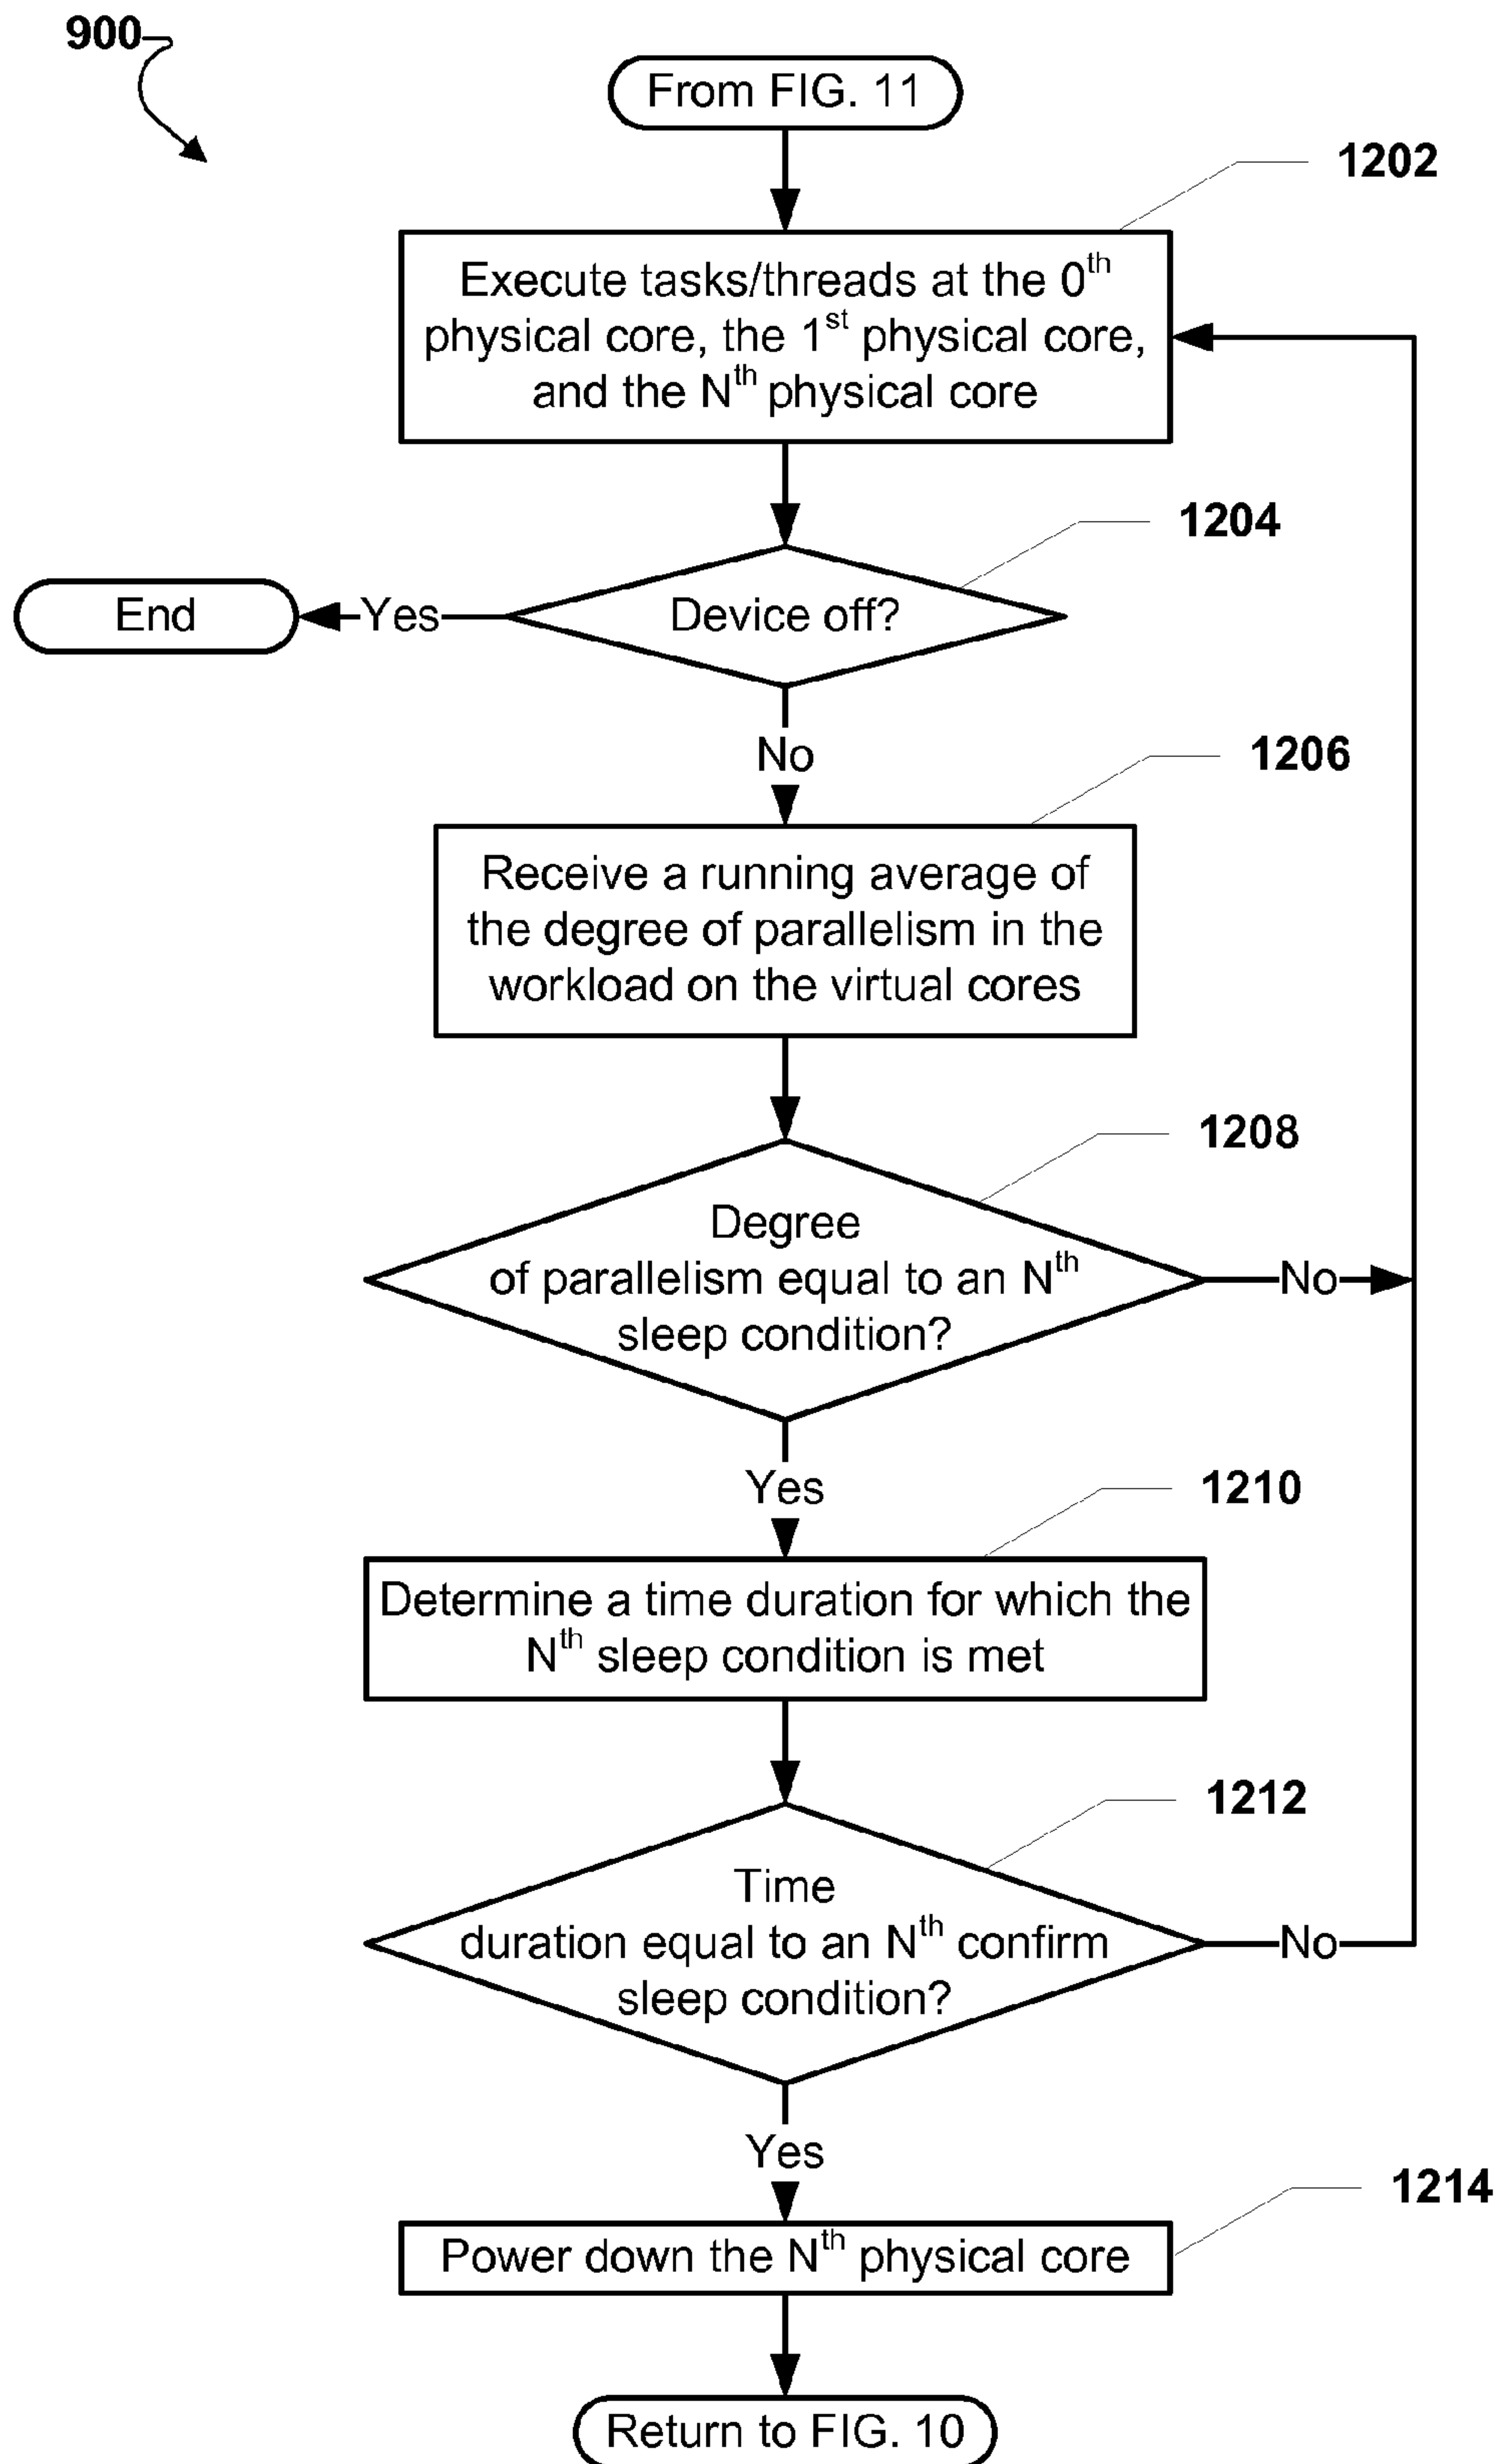 900
From FIG. 11
1202
Execute tasks/threads at the 0th
physical core, the 1st physical core,
and the Nth physical core
1204
Device off?
Yes
End
No
1206
Receive a running average of
the degree of parallelism in the
workload on the virtual cores
1208
Degree
of parallelism equal to an Nth
sleep condition?
No
Yes
1210
Determine a time duration for which the
Nth sleep condition is met
1212
Time
duration equal to an Nth confirm
sleep condition?
No
Yes
1214
Power down the Nth physical core
Return to FIG. 10